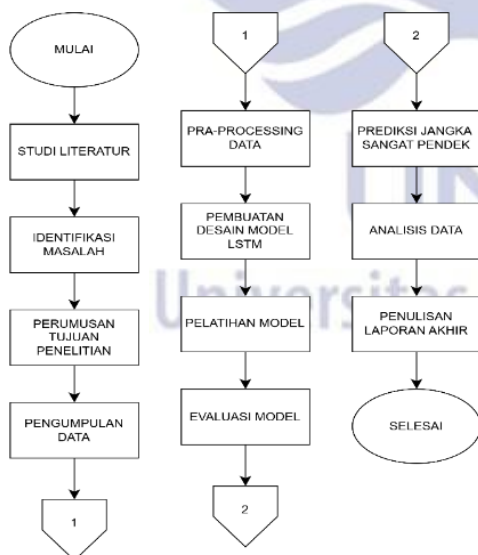 MULAI
STUDI LITERATUR
IDENTIFIKASI
MASALAH
PERUMUSAN
TUJUAN
PENELITIAN
PENGUMPULAN
DATA
1
1
PRA-PROCESSING
DATA
PEMBUATAN
DESAIN MODEL
LSTM
PELATIHAN MODEL
EVALUASI MODEL
2
2
PREDIKSI JANGKA
SANGAT PENDEK
ANALISIS DATA
PENULISAN
LAPORAN AKHIR
SELESAI
Universitas